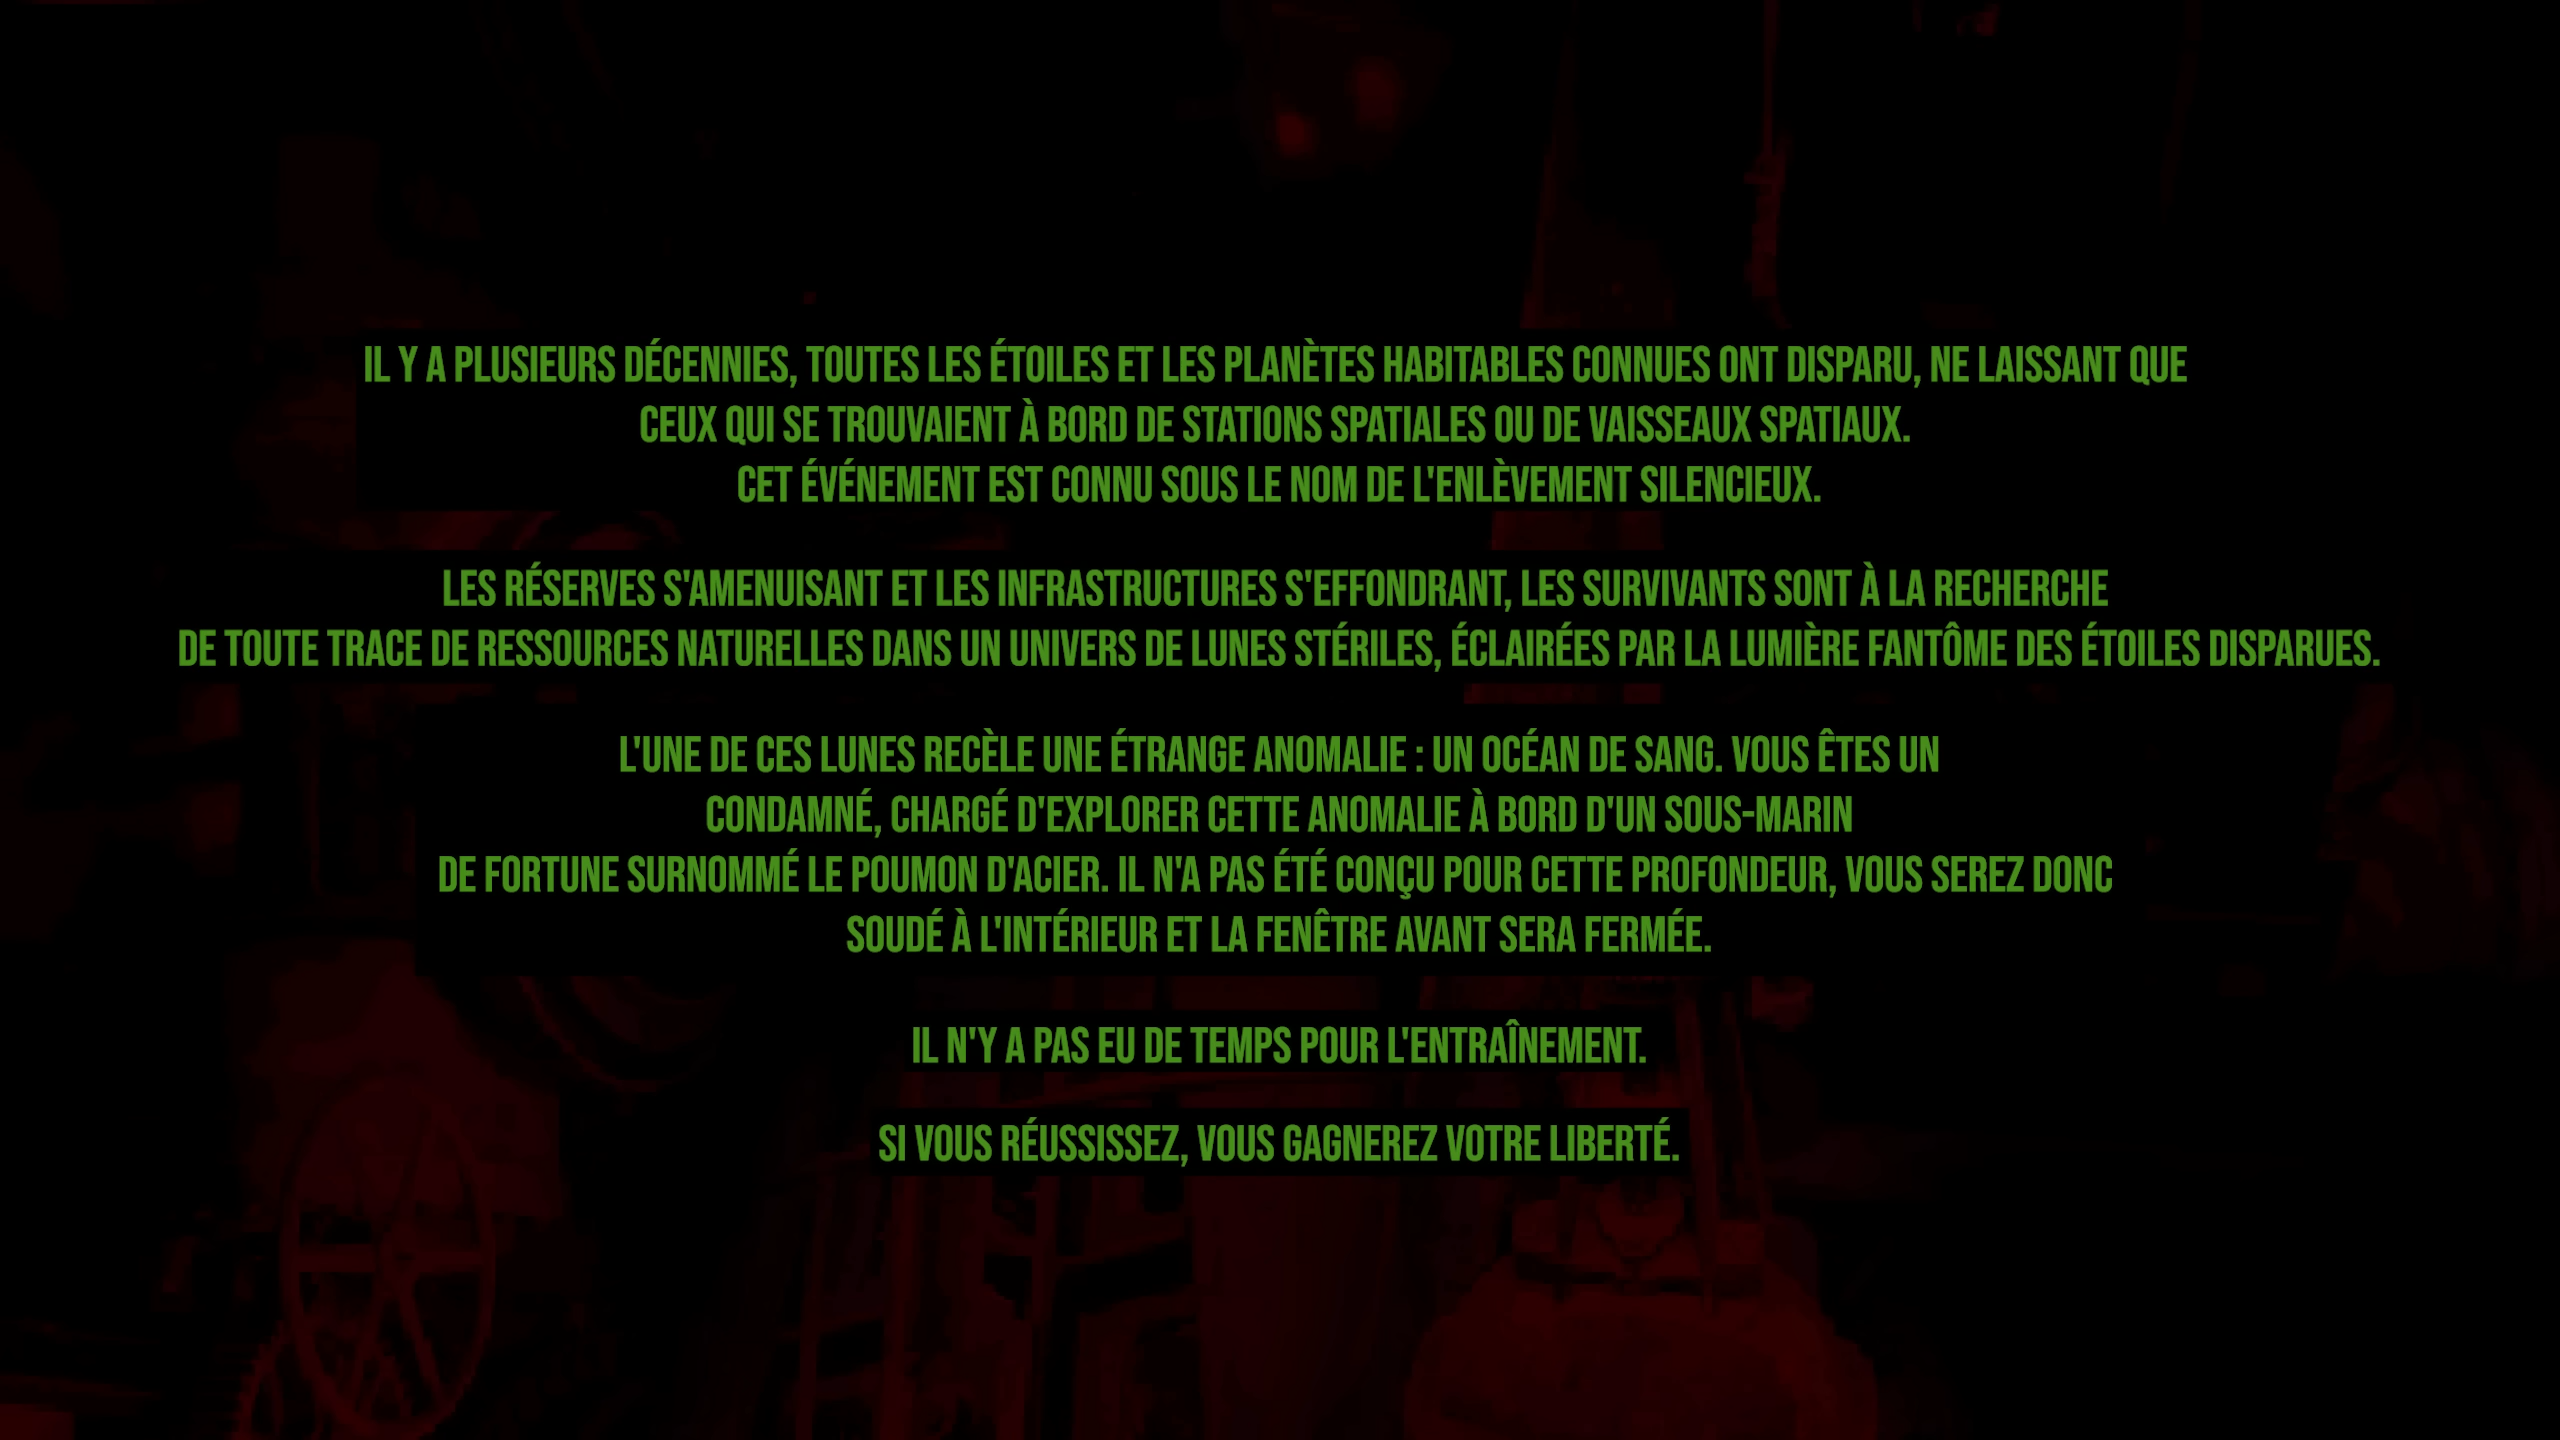 IL Y A PLUSIEURS DÉCENNIES, TOUTES LES ÉTOILES ET LES PLANÈTES HABITABLES CONNUES ONT DISPARU, NE LAISSANT QUE
CEUX QUI SE TROUVAIENT À BORD DE STATIONS SPATIALES OU DE VAISSEAUX SPATIAUX.
CET ÉVÉNEMENT EST CONNU SOUS LE NOM DE L'ENLÈVEMENT SILENCIEUX.
LES RÉSERVES S'AMENUISANT ET LES INFRASTRUCTURES S'EFFONDRANT, LES SURVIVANTS SONT À LA RECHERCHE
DE TOUTE TRACE DE RESSOURCES NATURELLES DANS UN UNIVERS DE LUNES STÉRILES, ÉCLAIRÉES PAR LA LUMIÈRE FANTÔME DES ÉTOILES DISPARUES.
L'UNE DE CES LUNES RECÈLE UNE ÉTRANGE ANOMALIE : UN OCÉAN DE SANG. VOUS ÊTES UN
CONDAMNÉ, CHARGÉ D'EXPLORER CETTE ANOMALIE À BORD D'UN SOUS-MARIN
DE FORTUNE SURNOMMÉ LE POUMON D'ACIER. IL N'A PAS ÉTÉ CONÇU POUR CETTE PROFONDEUR, VOUS SEREZ DONC
SOUDÉ À L'INTÉRIEUR ET LA FENÊTRE AVANT SERA FERMÉE.
IL N'Y A PAS EU DE TEMPS POUR L'ENTRAÎNEMENT.
SI VOUS RÉUSSISSEZ, VOUS GAGNEREZ VOTRE LIBERTÉ.